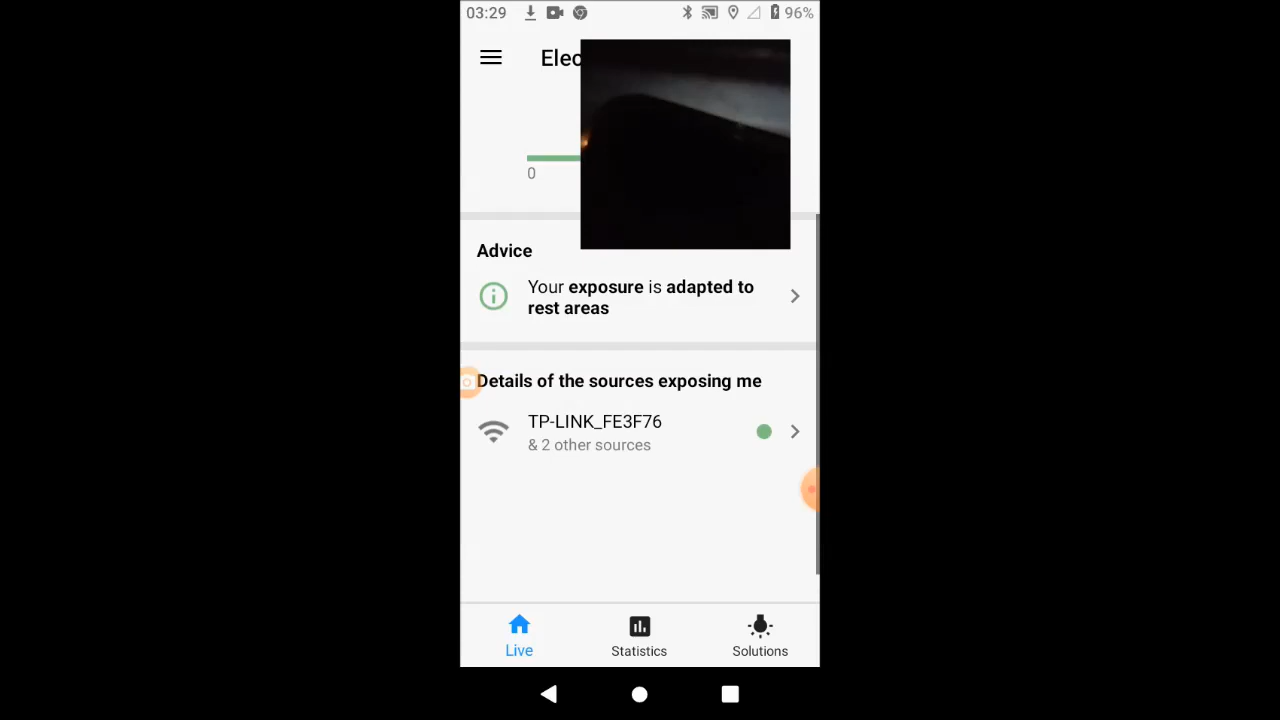 03:29
96%
Elec
0
Advice
Your exposure is adapted to
rest areas
Details of the sources exposing me
TP-LINK_FE3F76
& 2 other sources
Live
Statistics
Solutions